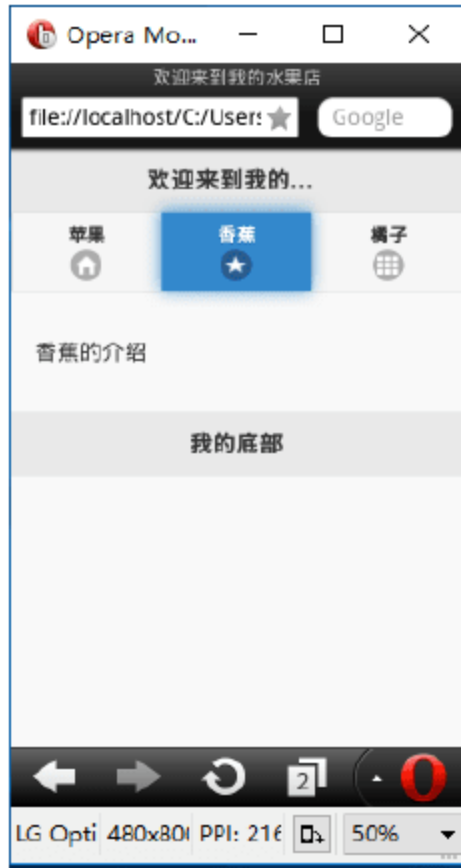 Opera Mo...
欢迎来到我的水果店
file://localhost/C:/Users
Google
欢迎来到我的...
苹果 香蕉 橘子
香蕉的介绍
我的底部
2
LG Opti 480x80 PPI: 216 50%